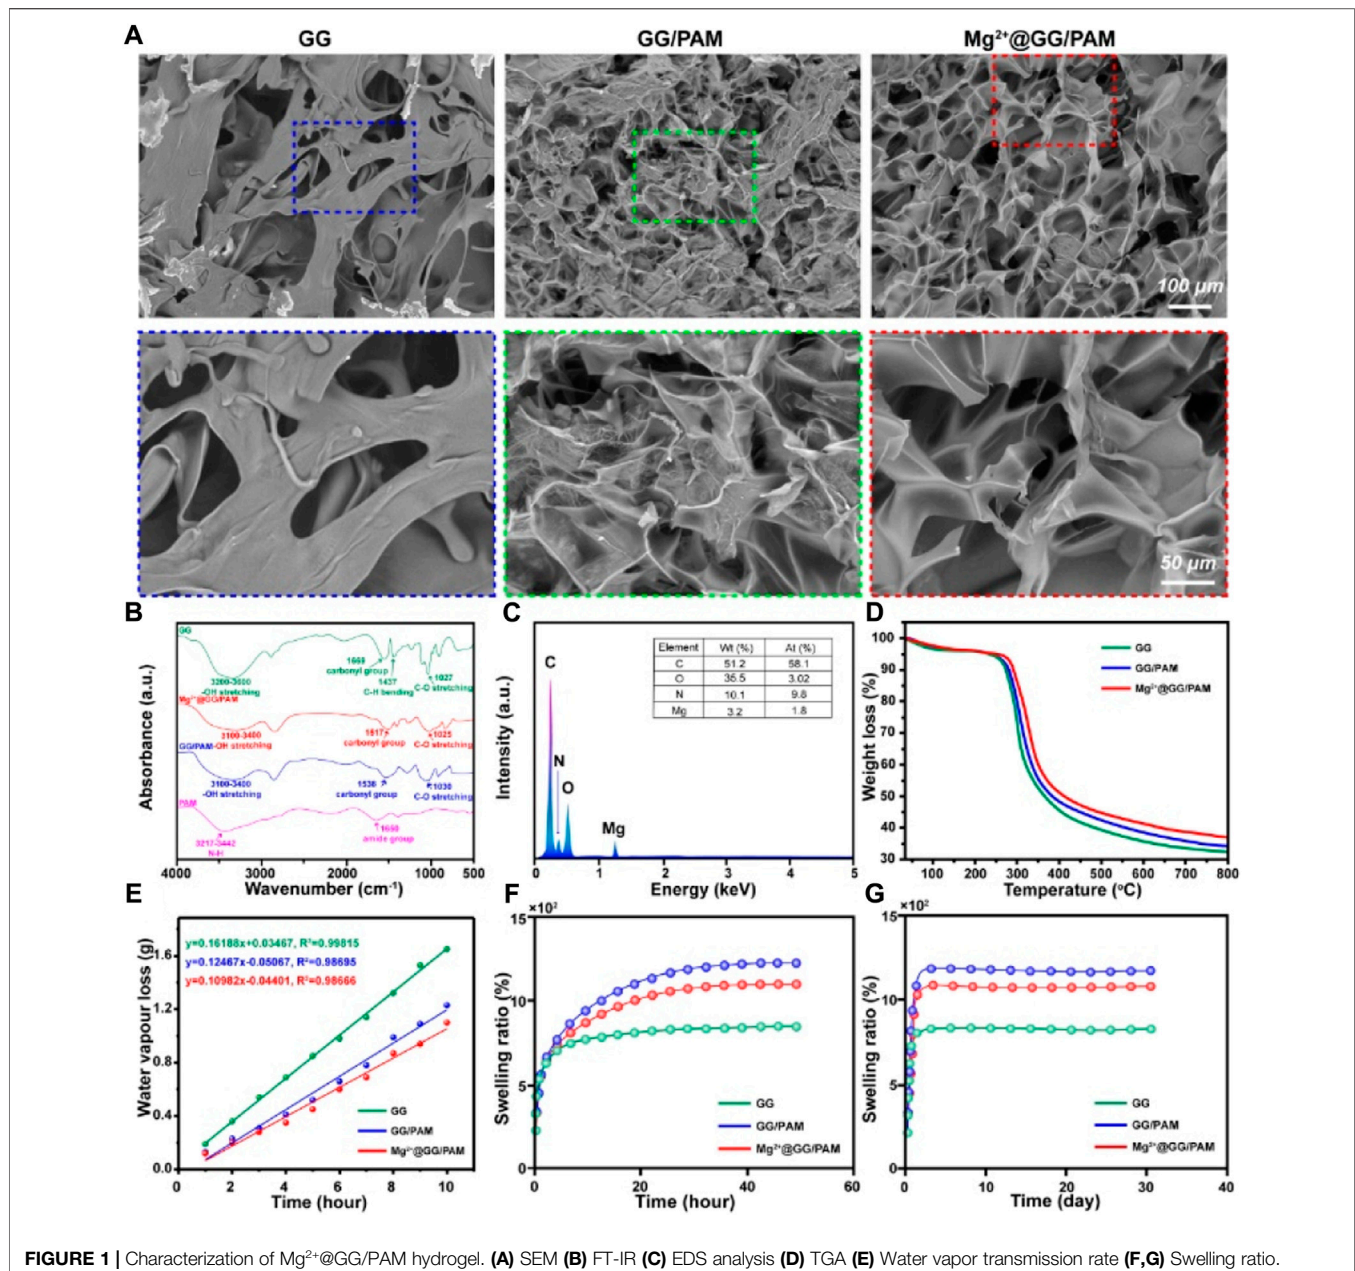 A
GG
GG/PAM
Mg²⁺@GG/PAM
100 µm
50 µm
B
GG
1669
carbonyl group
1437
C-H bending
1027
C-O stretching
3200-3600
-OH stretching
Mg²⁺@GG/PAM
3100-3400
-OH stretching
1617
carbonyl group
1025
C-O stretching
GG/PAM
3100-3400
-OH stretching
1538
carbonyl group
1030
C-O stretching
PAM
3217-3442
N-H
1650
amide group
Absorbance (a.u.)
4000 3000 2000 1000 500
Wavenumber (cm⁻¹)
C
C
N
O
Mg
Element Wt (%) At (%)
C 51.2 58.1
O 35.5 3.02
N 10.1 9.8
Mg 3.2 1.8
Intensity (a.u.)
0 1 2 3 4 5
Energy (keV)
D
Weight loss (%)
100
90
80
70
60
50
40
30
GG
GG/PAM
Mg²⁺@GG/PAM
100 200 300 400 500 600 700 800
Temperature (°C)
E
y=0.16188x+0.03467, R²=0.99815
y=0.12467x-0.05067, R²=0.98695
y=0.10982x-0.04401, R²=0.98666
Water vapour loss (g)
1.6
1.2
0.8
0.4
0.0
GG
GG/PAM
Mg²⁺@GG/PAM
0 2 4 6 8 10
Time (hour)
F
×10²
Swelling ratio (%)
15
10
5
0
GG
GG/PAM
Mg²⁺@GG/PAM
0 20 40 60
Time (hour)
G
×10²
Swelling ratio (%)
15
10
5
0
GG
GG/PAM
Mg²⁺@GG/PAM
0 10 20 30 40
Time (day)
FIGURE 1 | Characterization of Mg²⁺@GG/PAM hydrogel. (A) SEM (B) FT-IR (C) EDS analysis (D) TGA (E) Water vapor transmission rate (F,G) Swelling ratio.